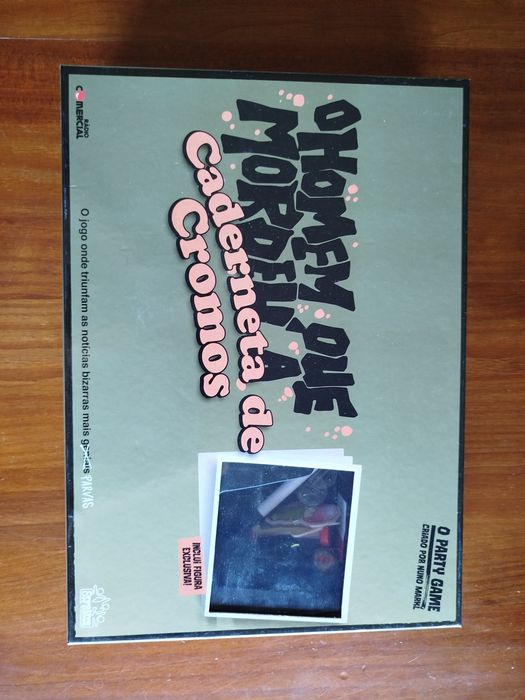 O HOMEM QUE
MORDEU A
Caderneta de
Cromos
O PARTY GAME
CRIADO POR NUNO MARKL
RÁDIO
COMERCIAL
O jogo onde triunfam as notícias bizarras mais geniais
PARVAS
INCLUI FIGURA
EXCLUSIVA!